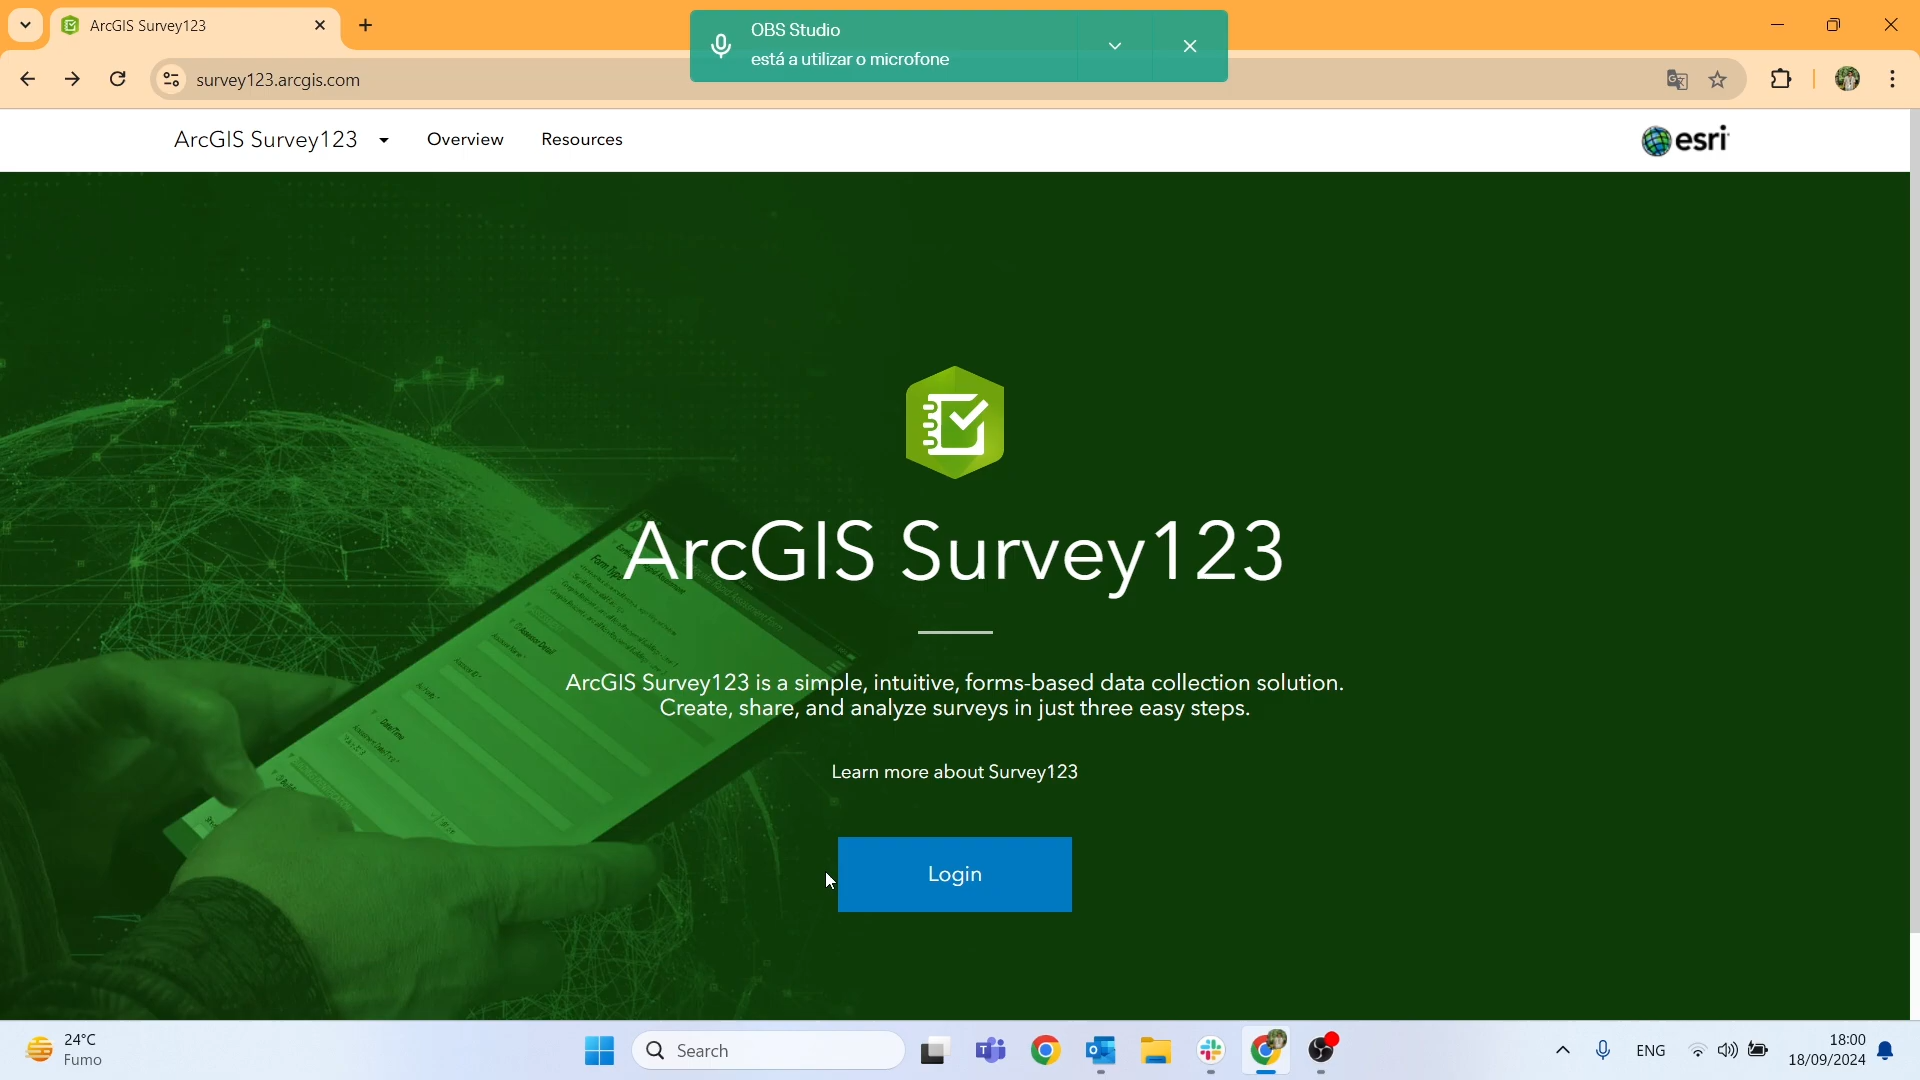 ArcGIS Survey123
OBS Studio
está a utilizar o microfone
survey123.arcgis.com
ArcGIS Survey123
Overview
Resources
esri
ArcGIS Survey123
ArcGIS Survey123 is a simple, intuitive, forms-based data collection solution.
Create, share, and analyze surveys in just three easy steps.
Learn more about Survey123
Login
24°C
Fumo
Search
ENG
18:00
18/09/2024